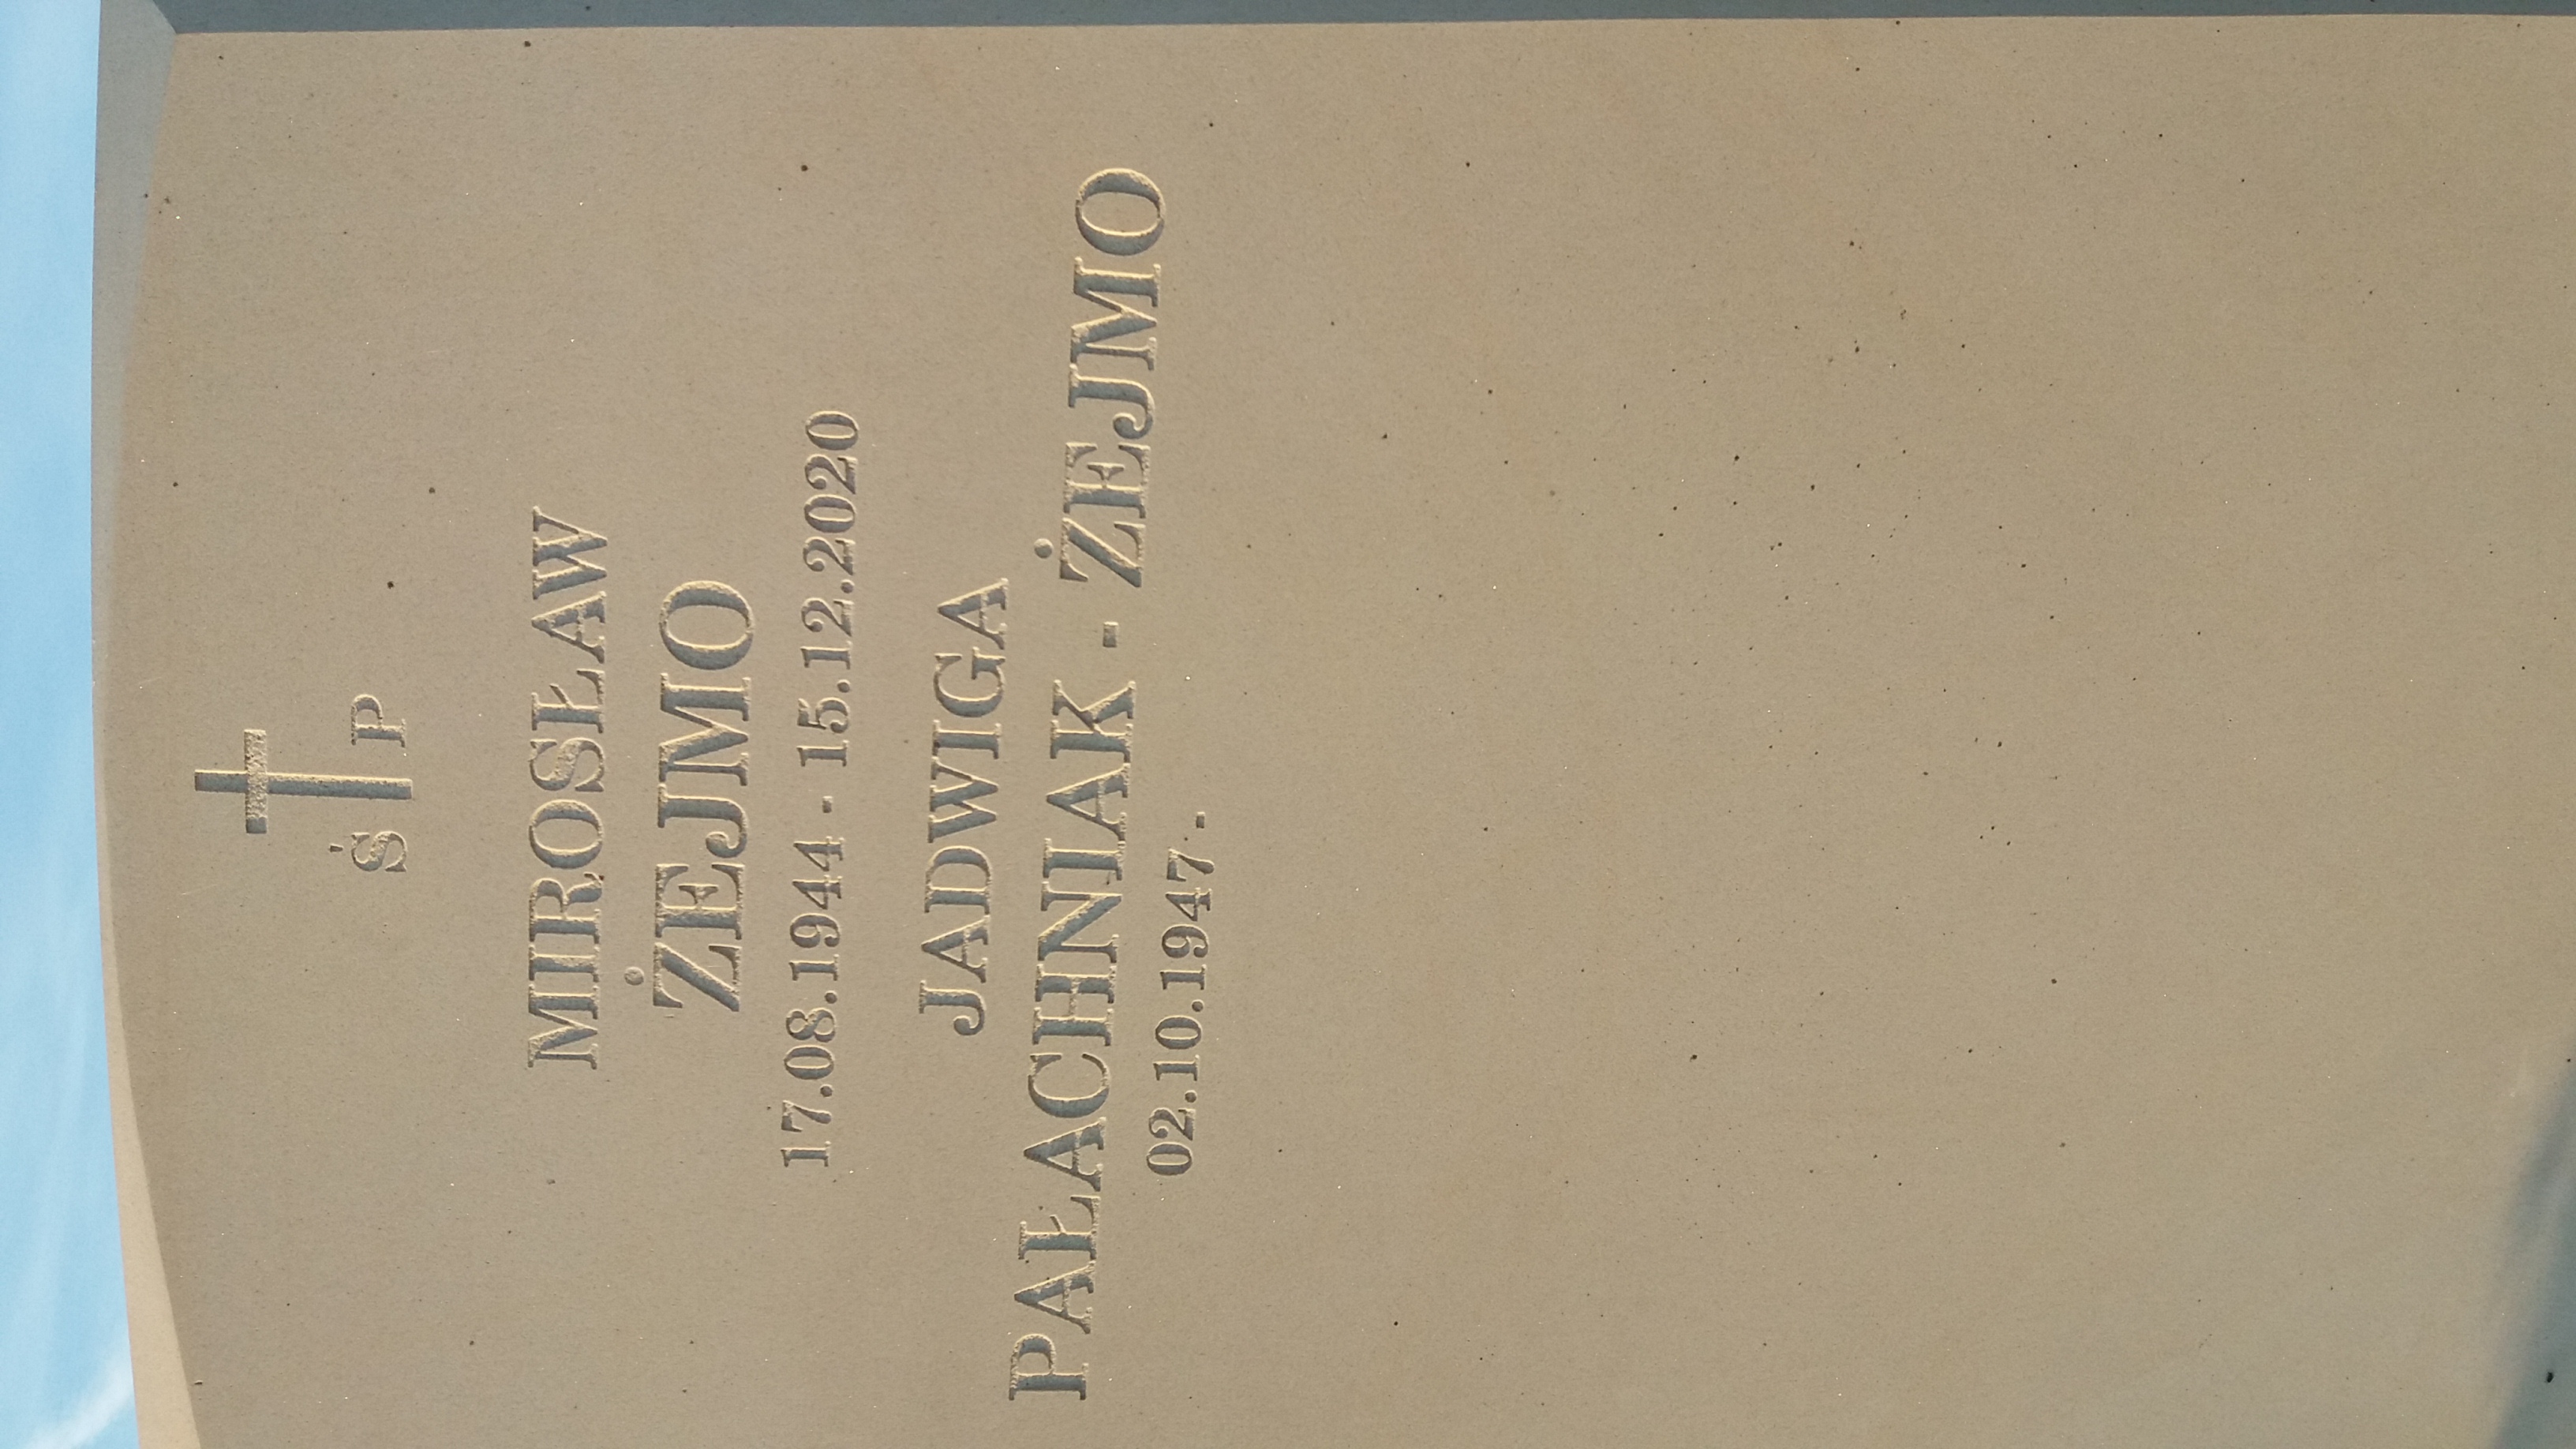 Ś P
MIROSŁAW
ŻEJMO
17.08.1944 - 15.12.2020
JADWIGA
PAŁACHNIAK - ŻEJMO
02.10.1947 -